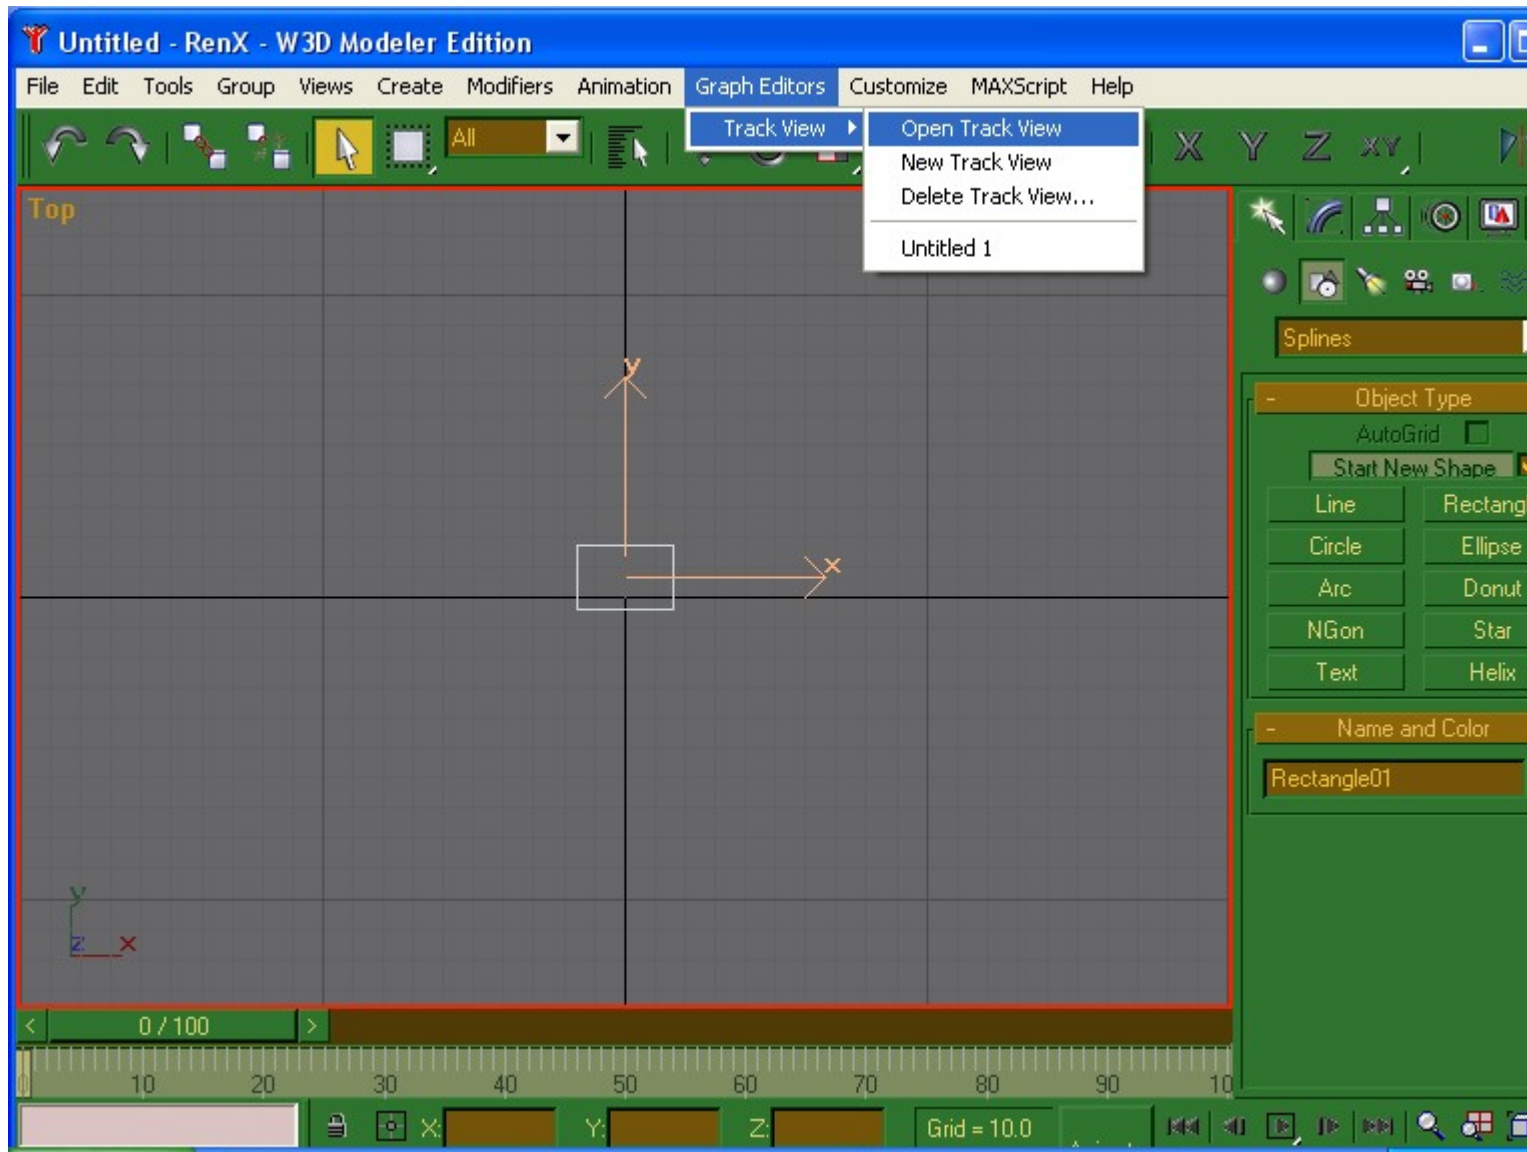 Untitled - RenX - W3D Modeler Edition
File Edit Tools Group Views Create Modifiers Animation Graph Editors Customize MAXScript Help
All
Track View
Open Track View
New Track View
Delete Track View...
Untitled 1
X Y Z XY
Top
Splines
- Object Type
AutoGrid
Start New Shape
Line Rectang
Circle Ellipse
Arc Donut
NGon Star
Text Helix
- Name and Color
Rectangle01
y
x
y
z x
< 0 / 100 >
0 10 20 30 40 50 60 70 80 90 10
X: Y: Z: Grid = 10.0